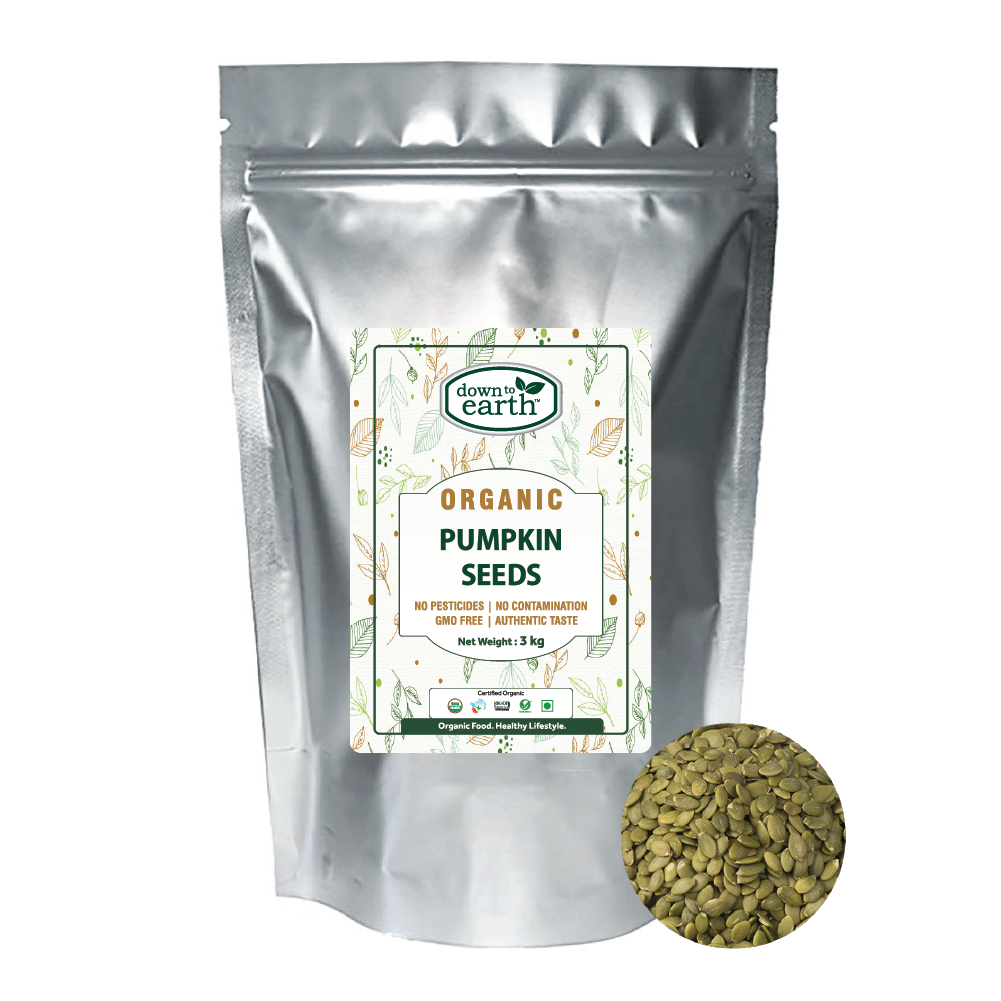 down to
earth™
ORGANIC
PUMPKIN
SEEDS
NO PESTICIDES | NO CONTAMINATION
GMO FREE | AUTHENTIC TASTE
Net Weight : 3 kg
Certified Organic
Organic Food. Healthy Lifestyle.